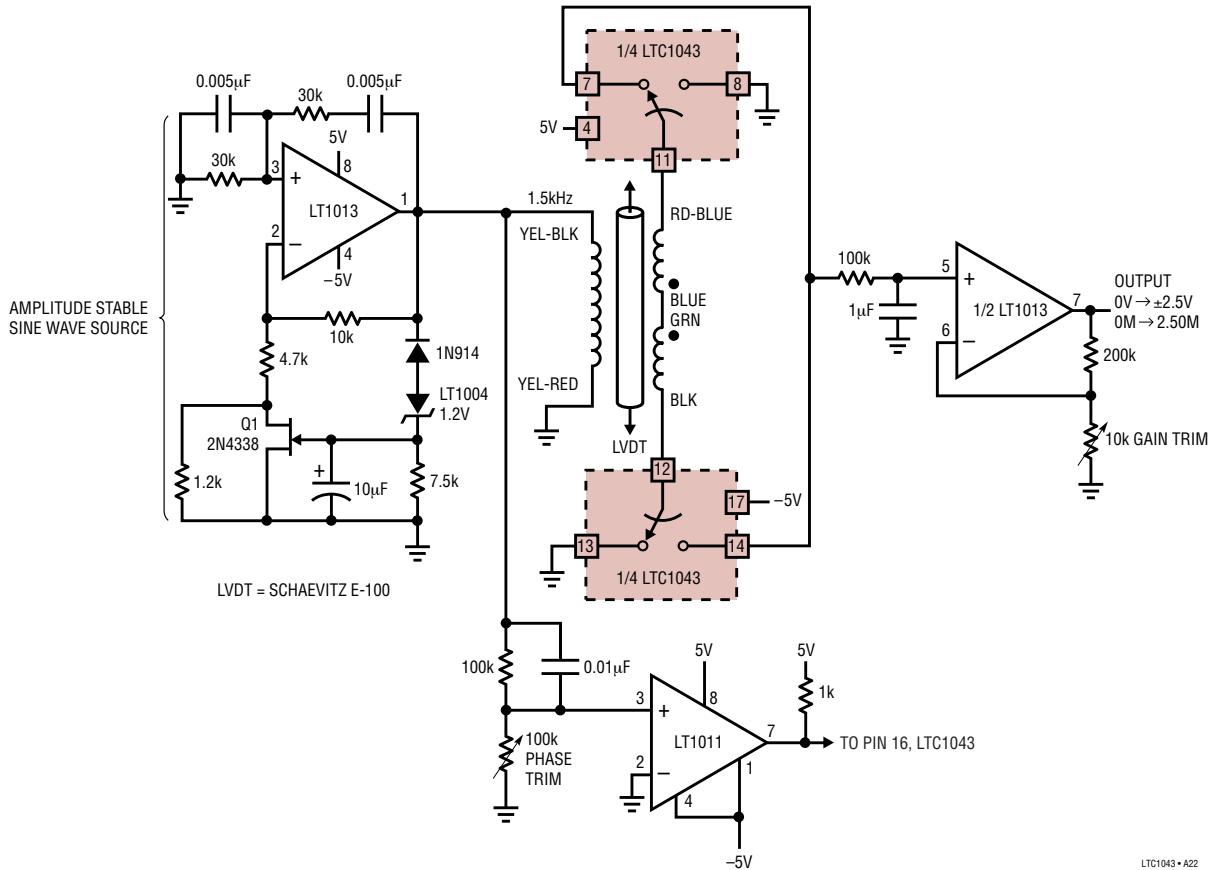 1/4 LTC1043
7
8
5V
4
11
0.005µF
0.005µF
30k
5V
30k
3
8
+
LT1013
1
2
–
4
–5V
1.5kHz
YEL-BLK
RD-BLUE
BLUE
GRN
YEL-RED
BLK
LVDT
100k
1µF
5
+
1/2 LT1013
7
6
–
OUTPUT
0V → ±2.5V
0M → 2.50M
200k
10k GAIN TRIM
AMPLITUDE STABLE
SINE WAVE SOURCE
10k
4.7k
1N914
LT1004
1.2V
Q1
2N4338
1.2k
+
10µF
7.5k
12
17
–5V
13
14
1/4 LTC1043
LVDT = SCHAEVITZ E-100
100k
0.01µF
5V
5V
1k
3
+
8
LT1011
7
TO PIN 16, LTC1043
100k
PHASE
TRIM
2
–
1
4
–5V
LTC1043 • A22